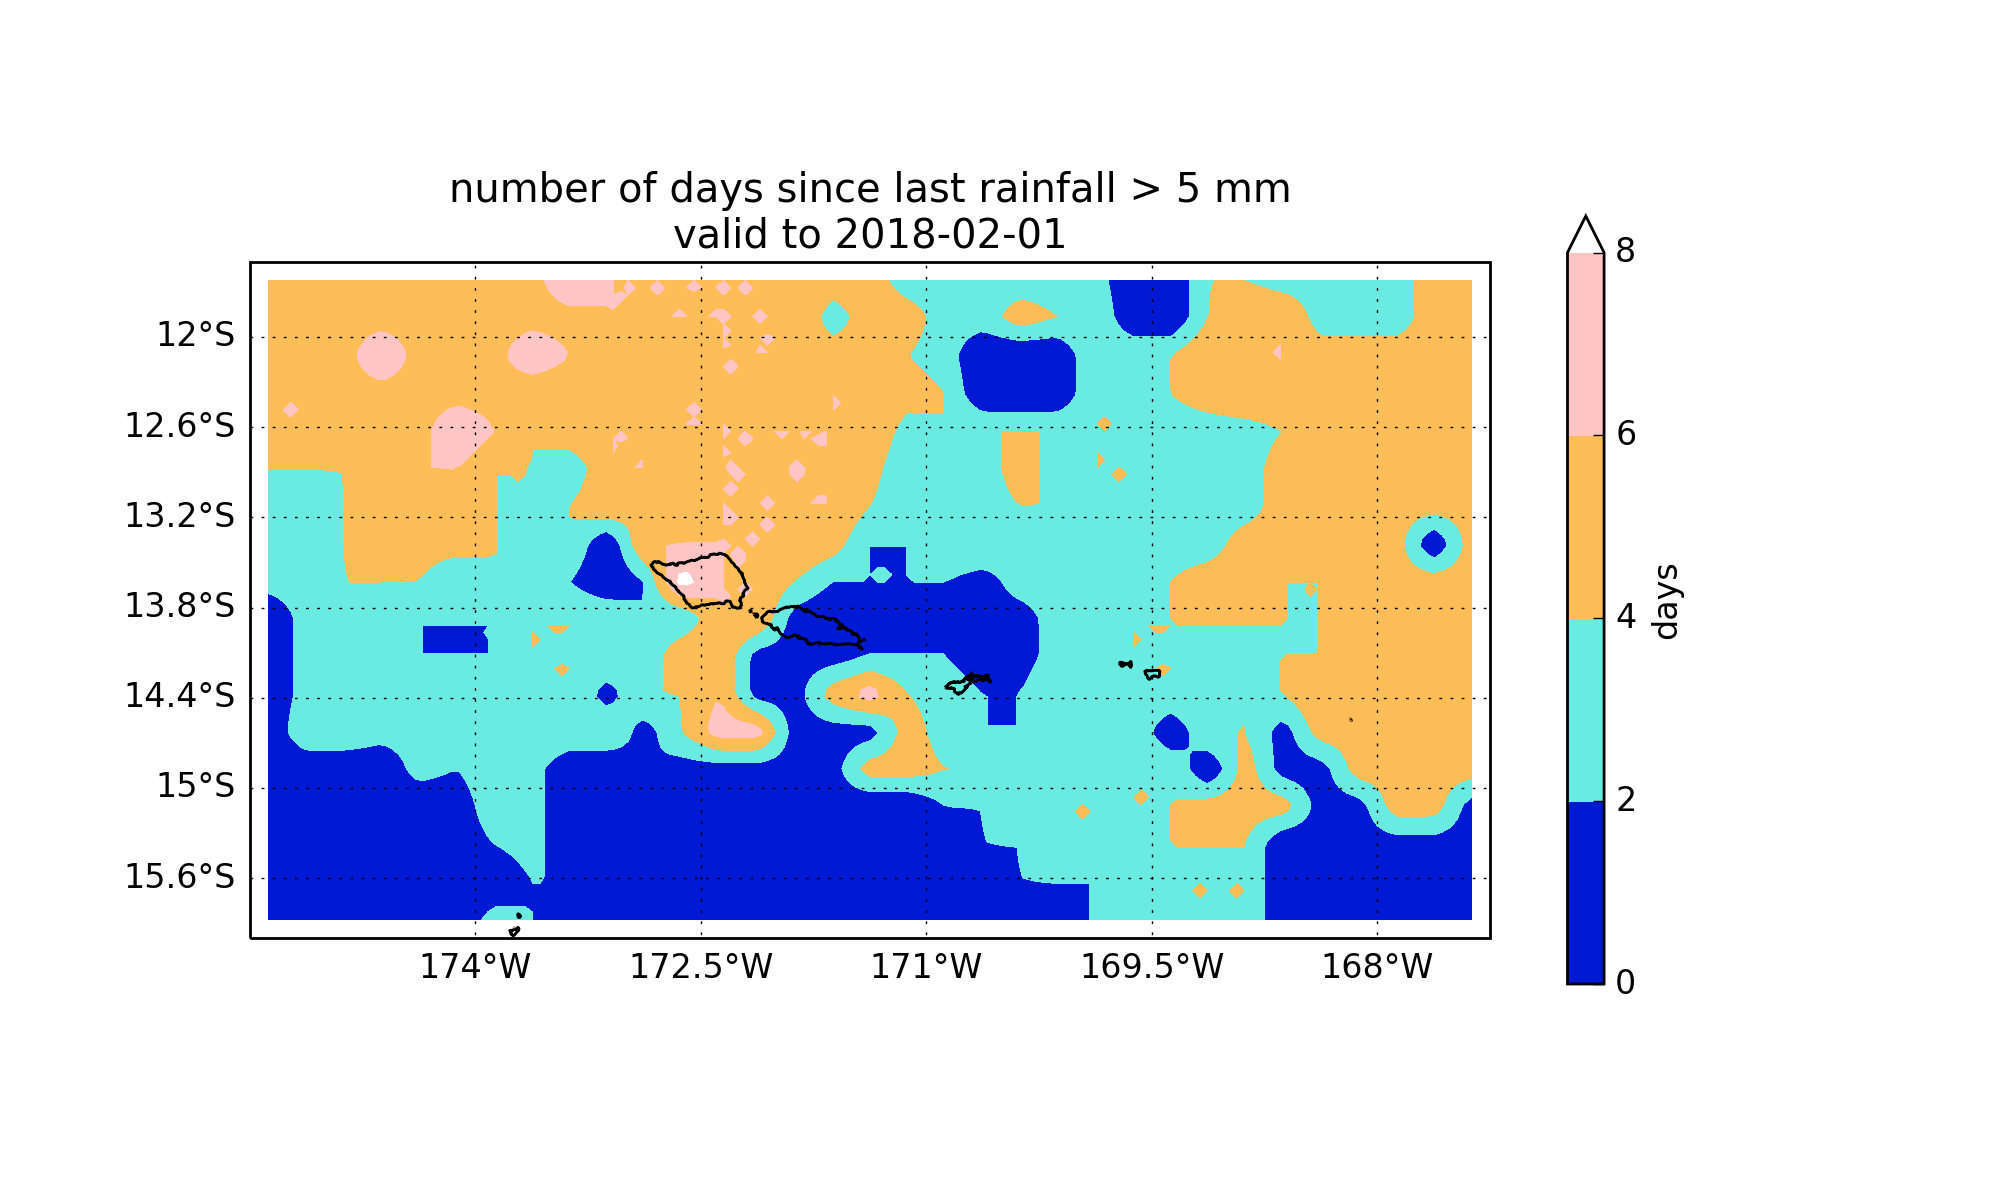 number of days since last rainfall > 5 mm
valid to 2018-02-01
12°S
12.6°S
13.2°S
13.8°S
14.4°S
15°S
15.6°S
174°W
172.5°W
171°W
169.5°W
168°W
8
6
4
2
0
days